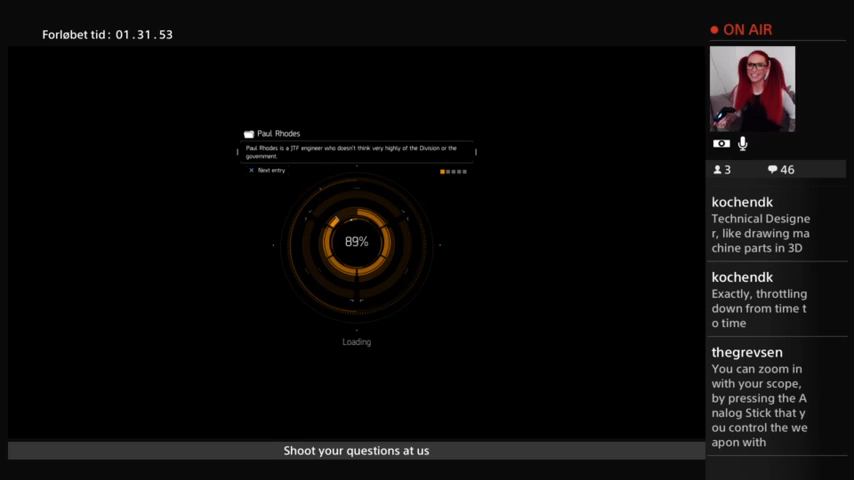 Forløbet tid: 01.31.53
ON AIR
3
46
Paul Rhodes
Paul Rhodes is a JTF engineer who doesn't think very highly of the Division or the
government.
Next entry
89%
Loading
kochendk
Technical Designe
r, like drawing ma
chine parts in 3D
kochendk
Exactly, throttling
down from time t
o time
thegrevsen
You can zoom in
with your scope,
by pressing the A
nalog Stick that y
ou control the we
apon with
Shoot your questions at us